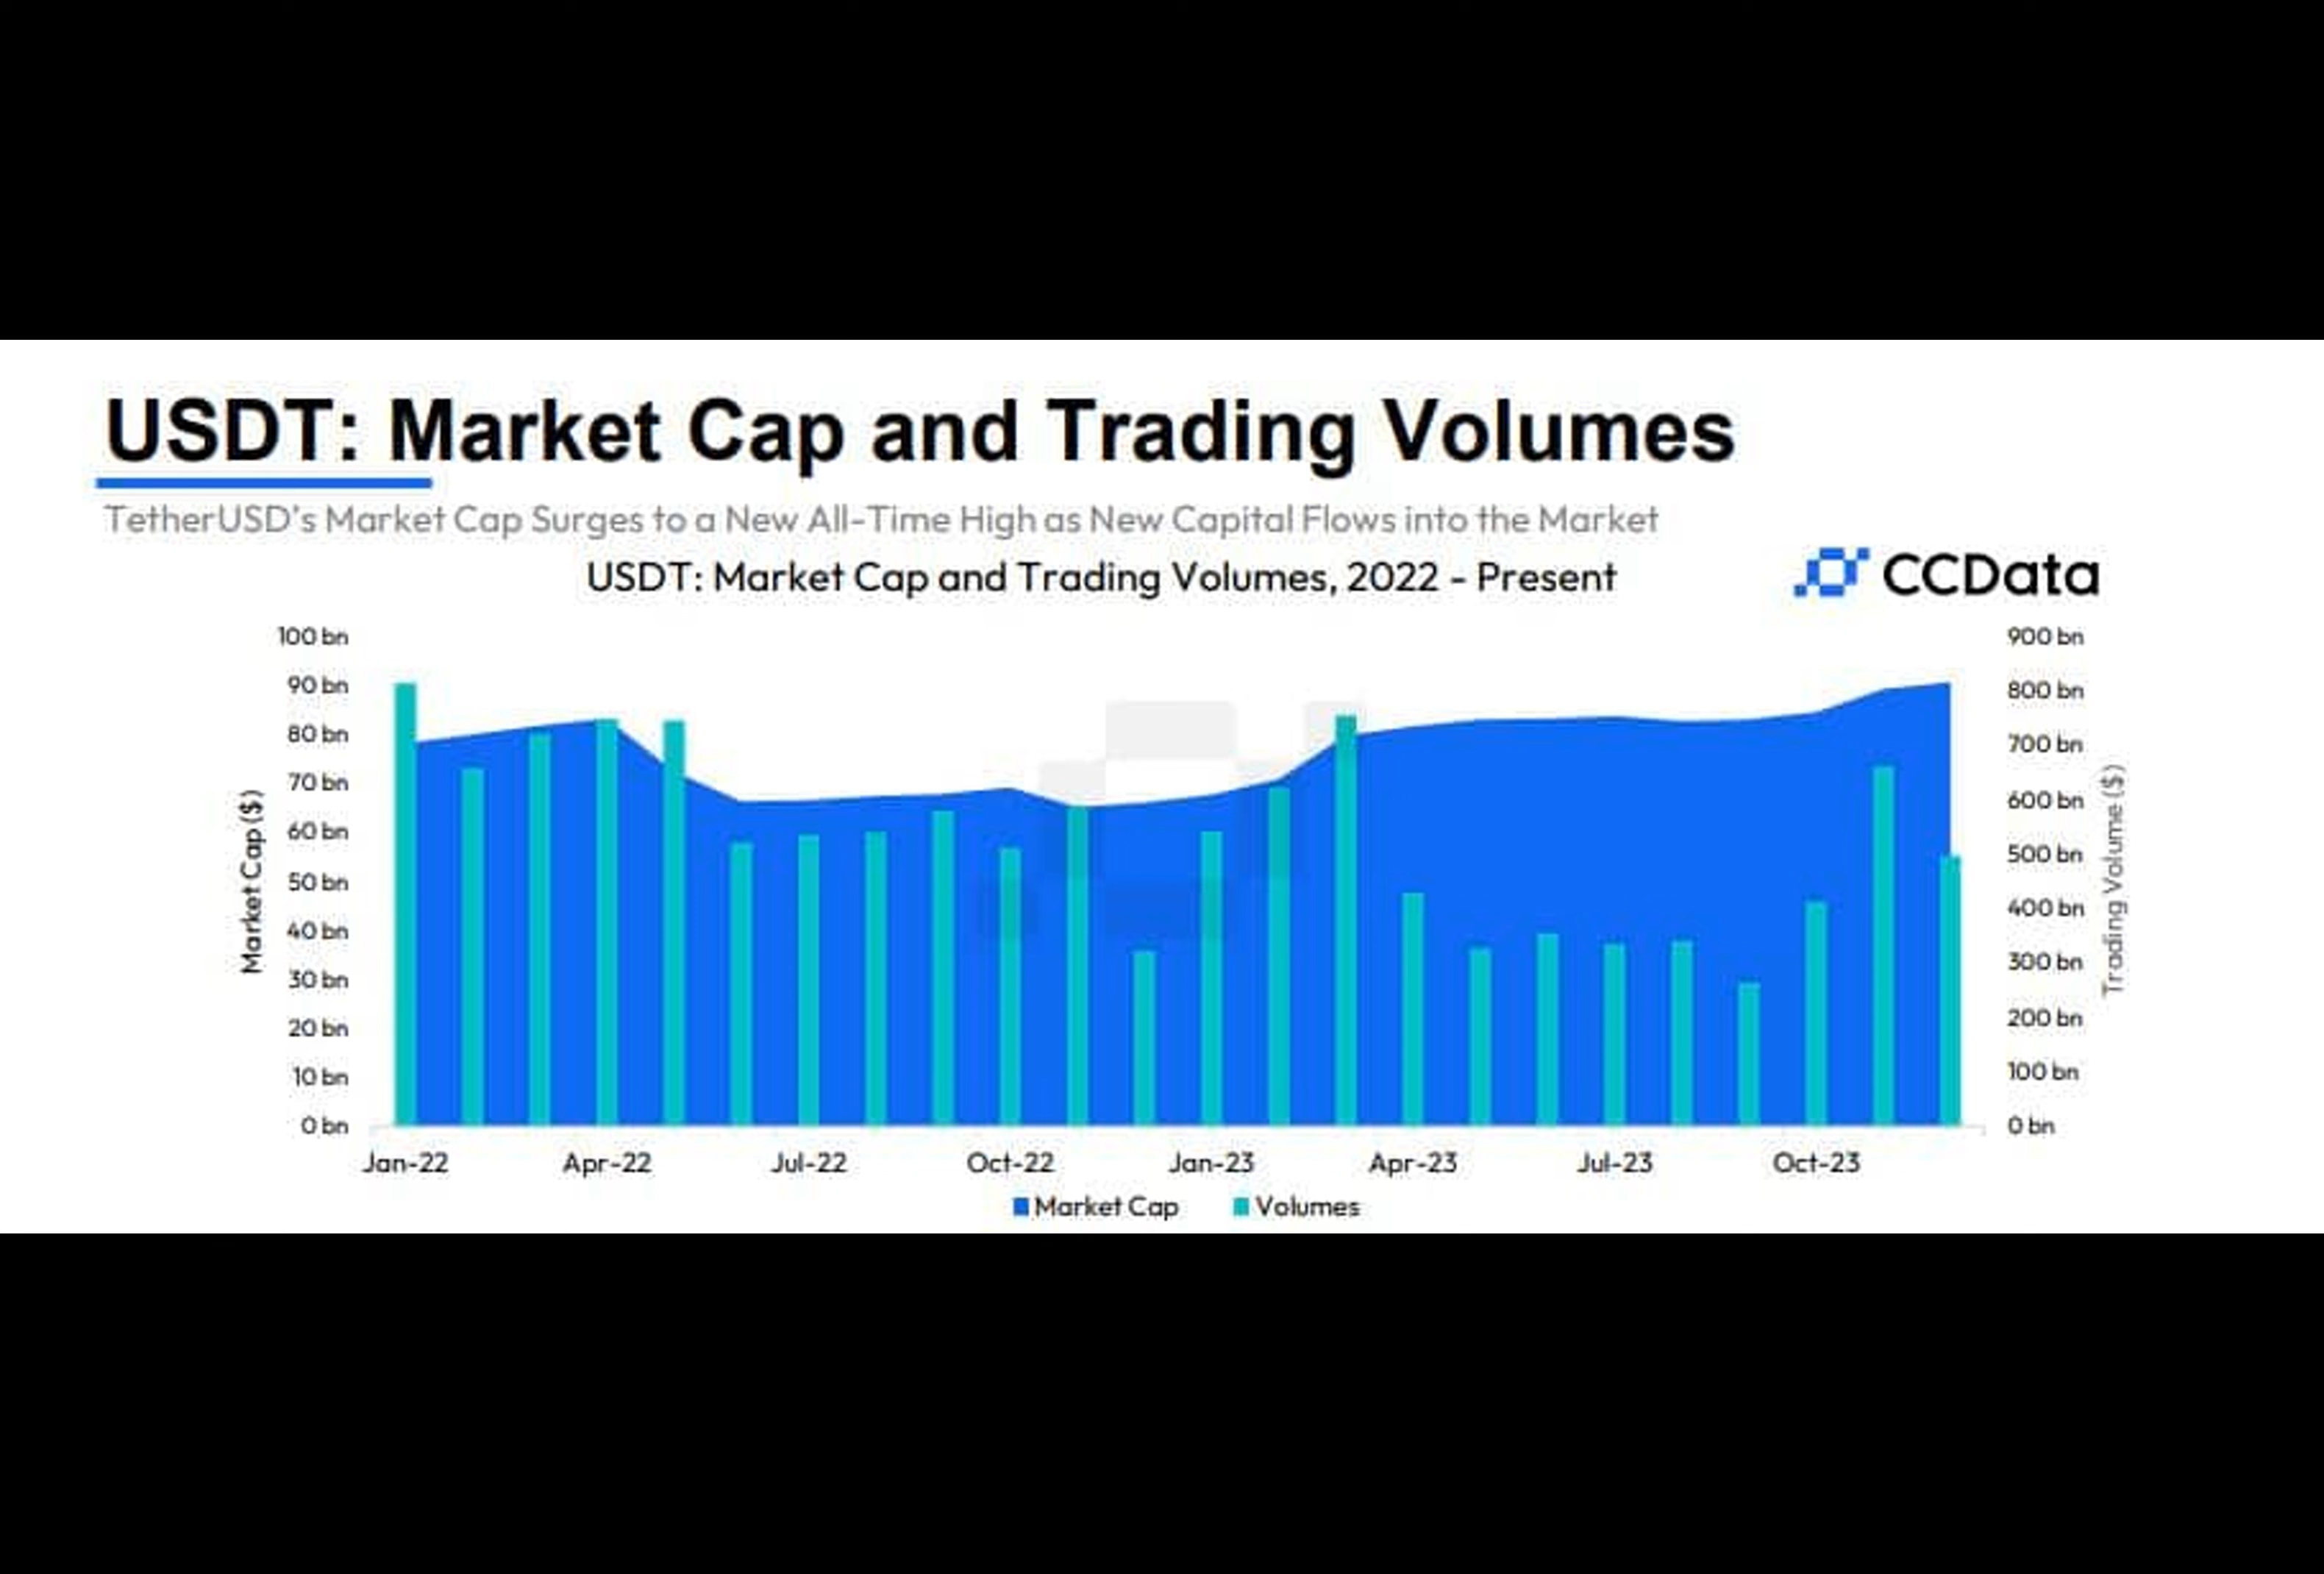 USDT: Market Cap and Trading Volumes
TetherUSD's Market Cap Surges to a New All-Time High as New Capital Flows into the Market
USDT: Market Cap and Trading Volumes, 2022 - Present
CCData
100 bn
90 bn
80 bn
70 bn
60 bn
50 bn
40 bn
30 bn
20 bn
10 bn
0 bn
Market Cap ($)
900 bn
800 bn
700 bn
600 bn
500 bn
400 bn
300 bn
200 bn
100 bn
0 bn
Trading Volume ($)
Jan-22 Apr-22 Jul-22 Oct-22 Jan-23 Apr-23 Jul-23 Oct-23
Market Cap Volumes